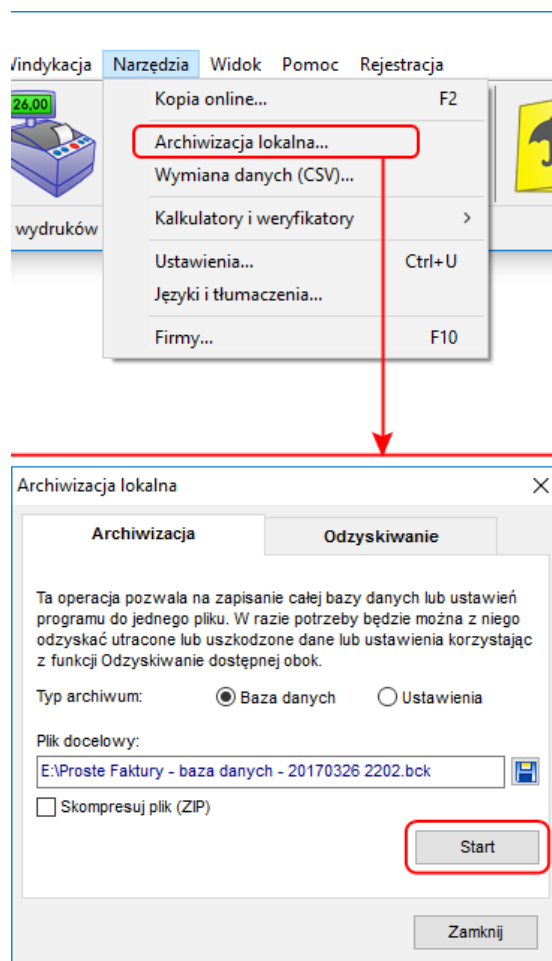 Windykacja Narzędzia Widok Pomoc Rejestracja
26,00
Kopia online... F2
Archiwizacja lokalna...
Wymiana danych (CSV)...
wydruków
Kalkulatory i weryfikatory >
Ustawienia... Ctrl+U
Języki i tłumaczenia...
Firmy... F10
Archiwizacja lokalna
Archiwizacja Odzyskiwanie
Ta operacja pozwala na zapisanie całej bazy danych lub ustawień
programu do jednego pliku. W razie potrzeby będzie można z niego
odzyskać utracone lub uszkodzone dane lub ustawienia korzystając
z funkcji Odzyskiwanie dostępnej obok.
Typ archiwum: Baza danych Ustawienia
Plik docelowy:
E:\Proste Faktury - baza danych - 20170326 2202.bck
Skompresuj plik (ZIP)
Start
Zamknij